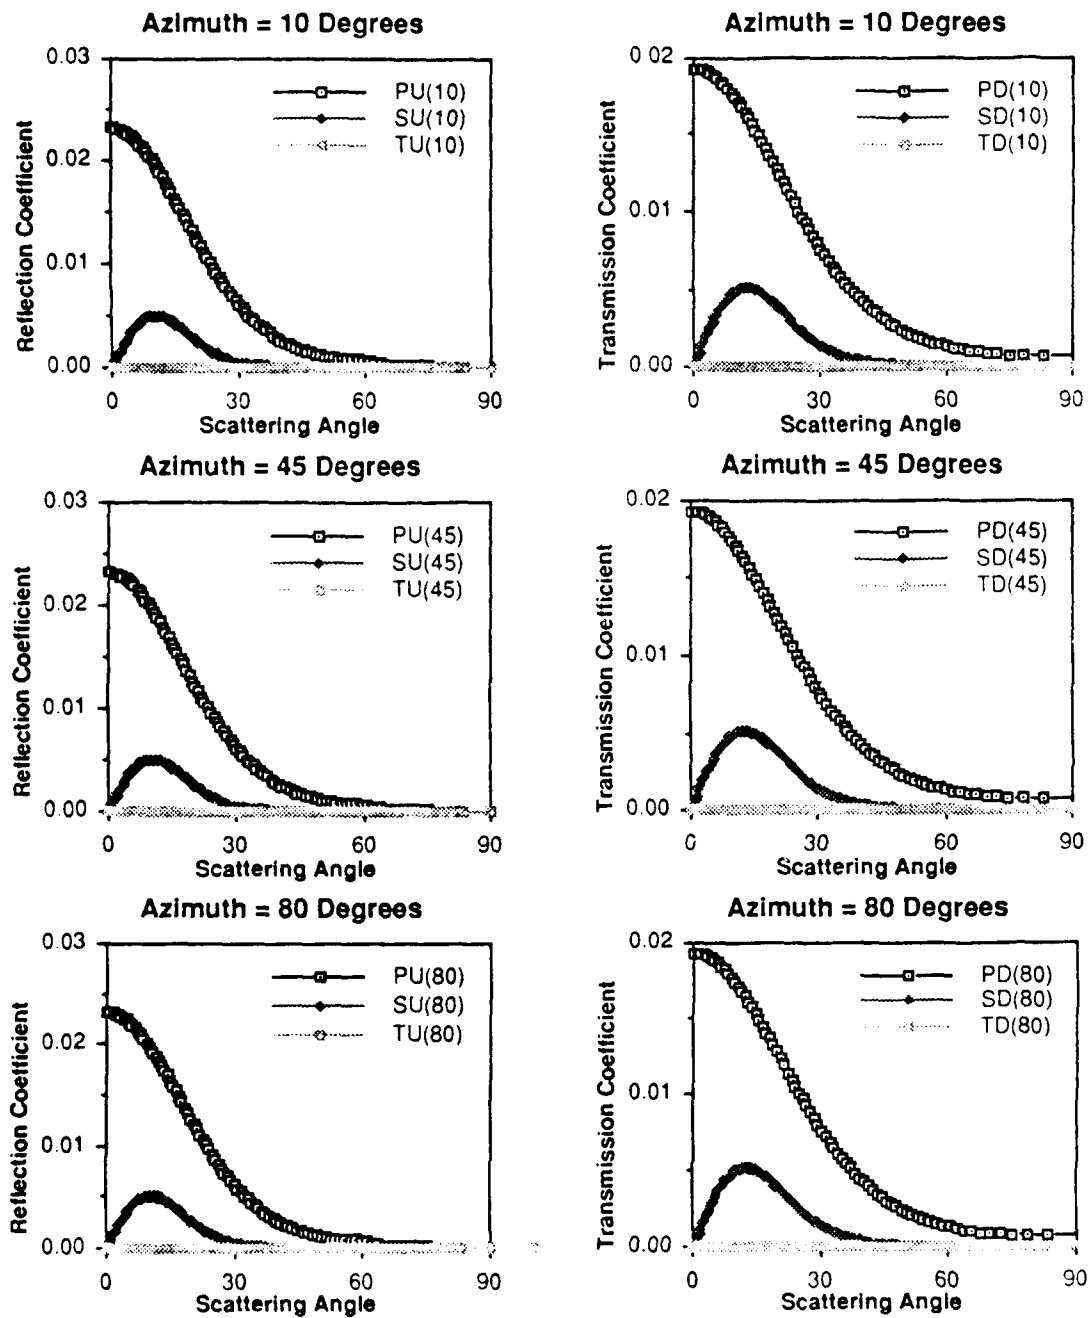 Azimuth = 10 Degrees
0.03
0.02
0.01
0.00
Reflection Coefficient
PU(10)
SU(10)
TU(10)
0 30 60 90
Scattering Angle
Azimuth = 10 Degrees
0.02
0.01
0.00
Transmission Coefficient
PD(10)
SD(10)
TD(10)
0 30 60 90
Scattering Angle
Azimuth = 45 Degrees
0.03
0.02
0.01
0.00
Reflection Coefficient
PU(45)
SU(45)
TU(45)
0 30 60 90
Scattering Angle
Azimuth = 45 Degrees
0.02
0.01
0.00
Transmission Coefficient
PD(45)
SD(45)
TD(45)
0 30 60 90
Scattering Angle
Azimuth = 80 Degrees
0.03
0.02
0.01
0.00
Reflection Coefficient
PU(80)
SU(80)
TU(80)
0 30 60 90
Scattering Angle
Azimuth = 80 Degrees
0.02
0.01
0.00
Transmission Coefficient
PD(80)
SD(80)
TD(80)
0 30 60 90
Scattering Angle